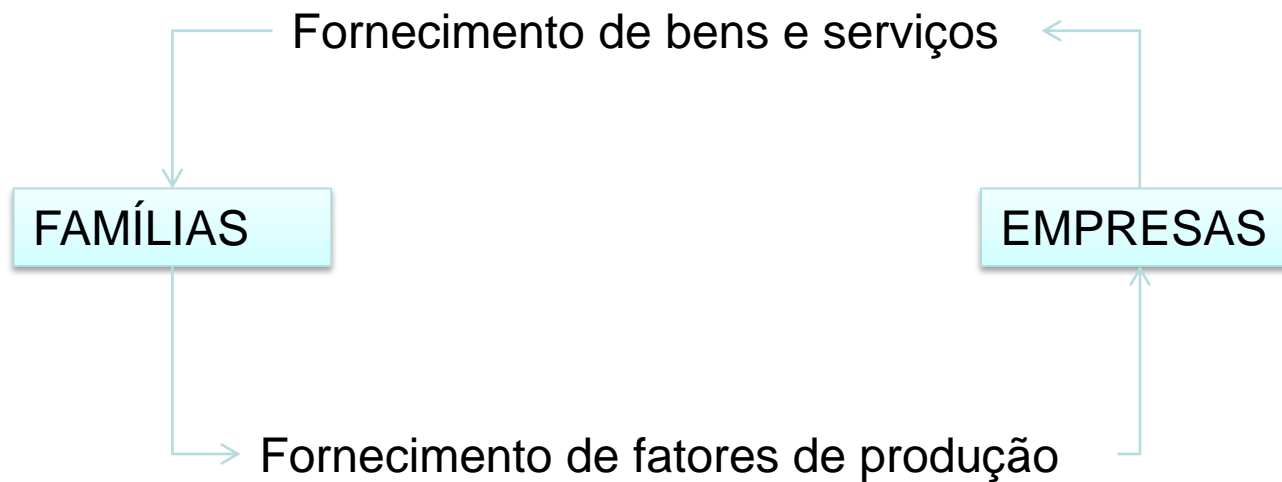 Fornecimento de bens e serviços
FAMÍLIAS
EMPRESAS
Fornecimento de fatores de produção